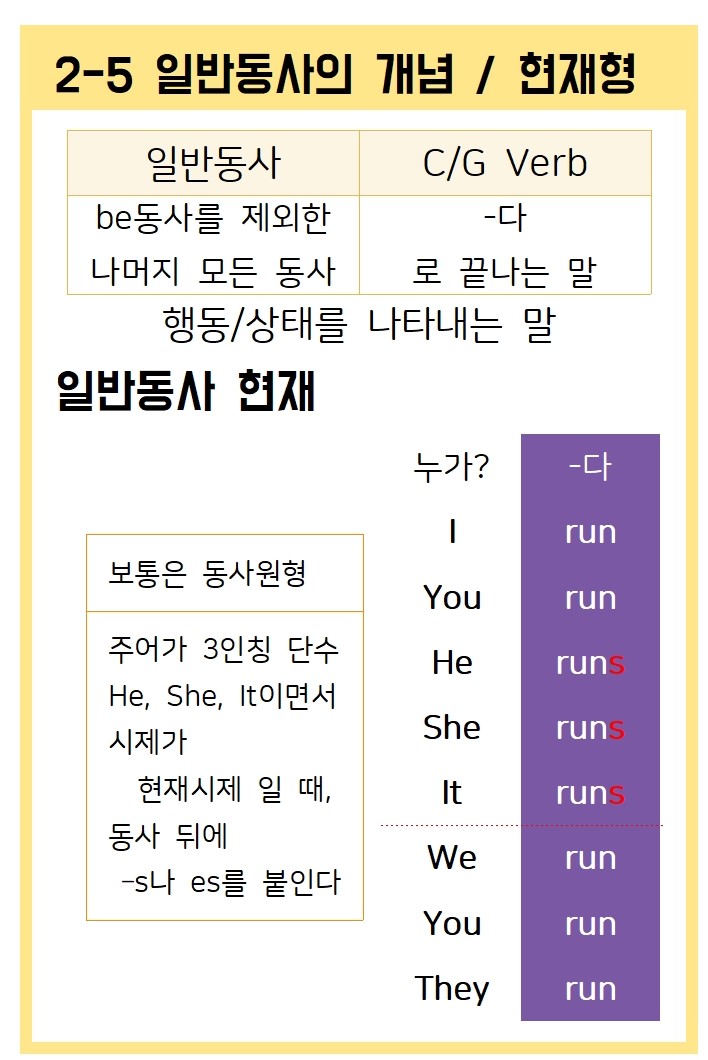 2-5 일반동사의 개념 / 현재형
일반동사 C/G Verb
be동사를 제외한 -다
나머지 모든 동사 로 끝나는 말
행동/상태를 나타내는 말
일반동사 현재
보통은 동사원형
주어가 3인칭 단수
He, She, It이면서
시제가
현재시제 일 때,
동사 뒤에
–s나 es를 붙인다
누가? -다
I run
You run
He runs
She runs
It runs
We run
You run
They run